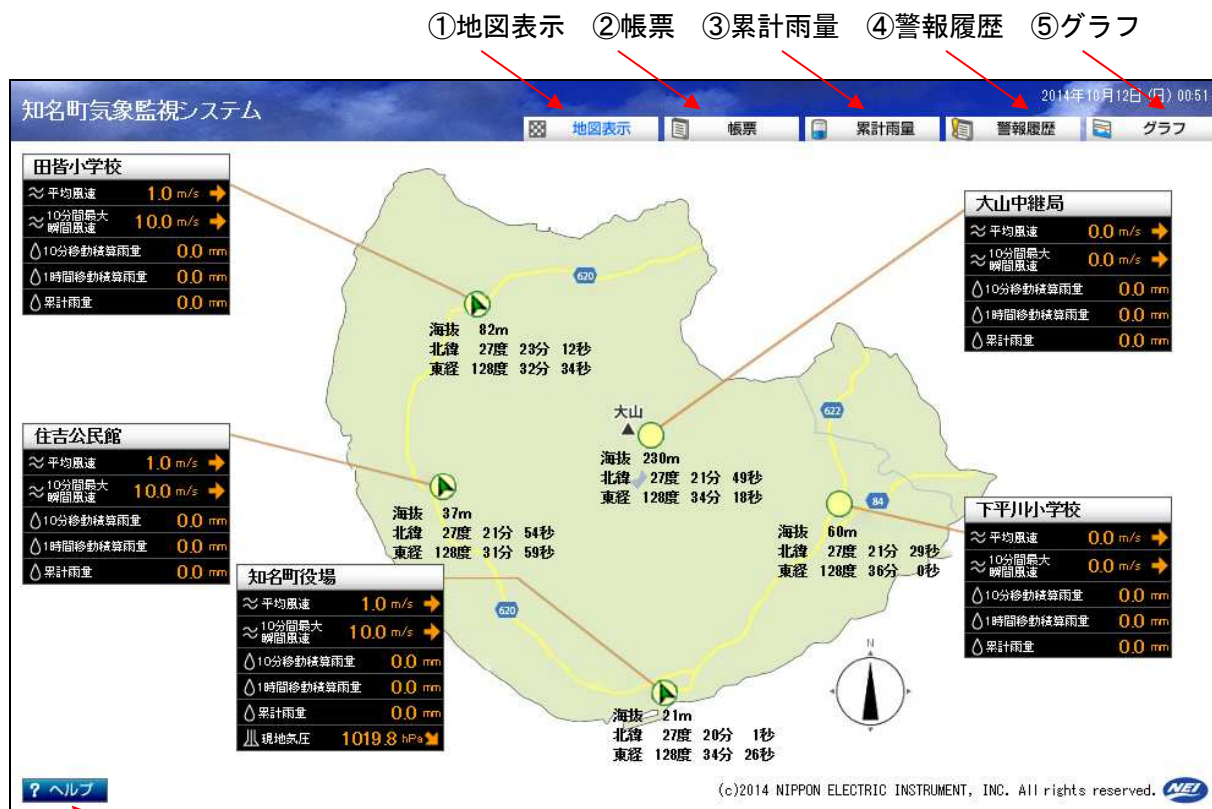 ①地図表示 ②帳票 ③累計雨量 ④警報履歴 ⑤グラフ
2014年10月12日 (日) 00:51
知名町気象監視システム
地図表示 帳票 累計雨量 警報履歴 グラフ
田皆小学校
平均風速 1.0 m/s
10分間最大
瞬間風速 10.0 m/s
10分移動積算雨量 0.0 mm
1時間移動積算雨量 0.0 mm
累計雨量 0.0 mm
大山中継局
平均風速 0.0 m/s
10分間最大
瞬間風速 0.0 m/s
10分移動積算雨量 0.0 mm
1時間移動積算雨量 0.0 mm
累計雨量 0.0 mm
620
海抜 82m
北緯 27度 23分 12秒
東経 128度 32分 34秒
大山
海抜 230m
北緯 27度 21分 49秒
東経 128度 34分 18秒
622
84
住吉公民館
平均風速 1.0 m/s
10分間最大
瞬間風速 10.0 m/s
10分移動積算雨量 0.0 mm
1時間移動積算雨量 0.0 mm
累計雨量 0.0 mm
海抜 37m
北緯 27度 21分 54秒
東経 128度 31分 59秒
海抜 60m
北緯 27度 21分 29秒
東経 128度 36分 0秒
下平川小学校
平均風速 0.0 m/s
10分間最大
瞬間風速 0.0 m/s
10分移動積算雨量 0.0 mm
1時間移動積算雨量 0.0 mm
累計雨量 0.0 mm
知名町役場
平均風速 1.0 m/s
10分間最大
瞬間風速 10.0 m/s
10分移動積算雨量 0.0 mm
1時間移動積算雨量 0.0 mm
累計雨量 0.0 mm
現地気圧 1019.8 hPa
620
N
海抜 21m
北緯 27度 20分 1秒
東経 128度 34分 26秒
? ヘルプ
(c)2014 NIPPON ELECTRIC INSTRUMENT, INC. All rights reserved. NEI